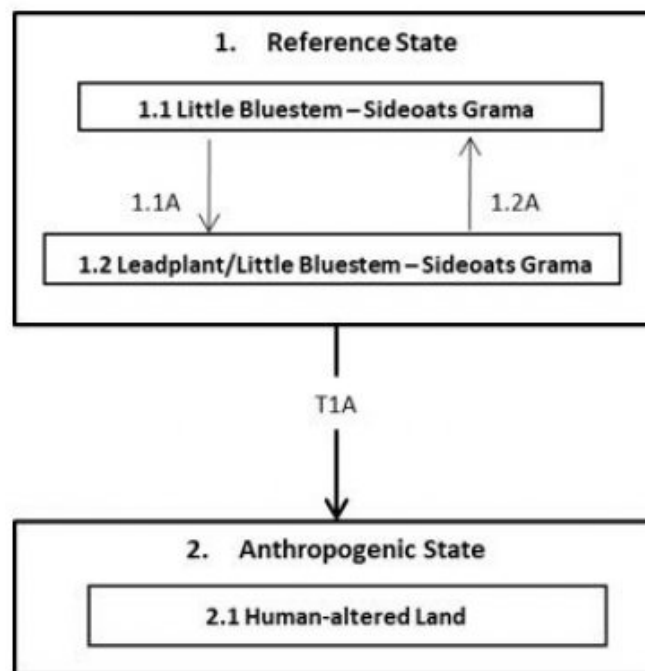 1. Reference State
1.1 Little Bluestem – Sideoats Grama
1.1A
1.2A
1.2 Leadplant/Little Bluestem – Sideoats Grama
T1A
2. Anthropogenic State
2.1 Human-altered Land